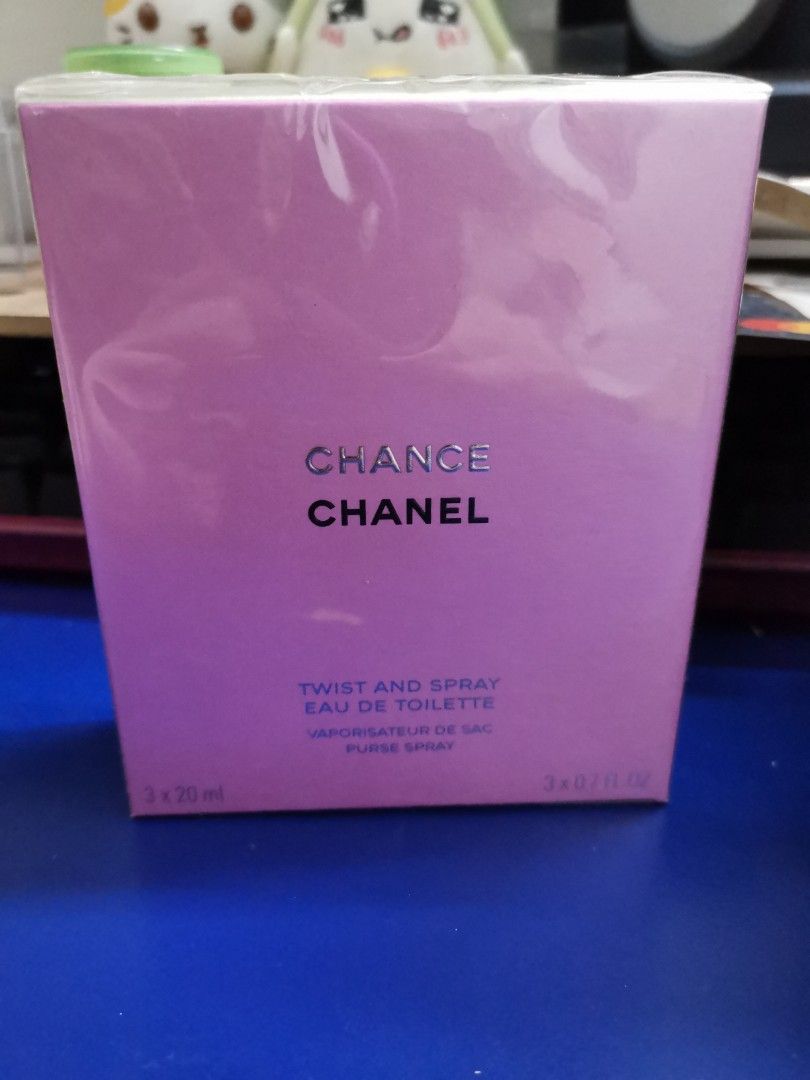 CHANCE
CHANEL
TWIST AND SPRAY
EAU DE TOILETTE
VAPORISATEUR DE SAC
PURSE SPRAY
3 x 20 ml
3 x 0.7 FL. OZ